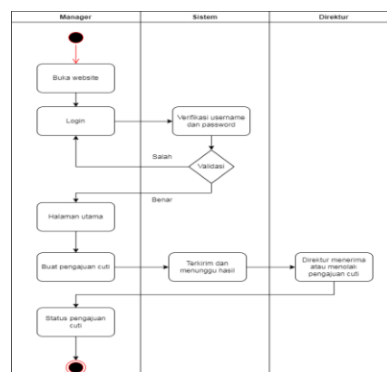 Manager
Sistem
Direktur
Buka website
Login
Verifikasi username
dan password
Salah
Validasi
Benar
Halaman utama
Buat pengajuan cuti
Terkirim dan
menunggu hasil
Direktur menerima
atau menolak
pengajuan cuti
Status pengajuan
cuti